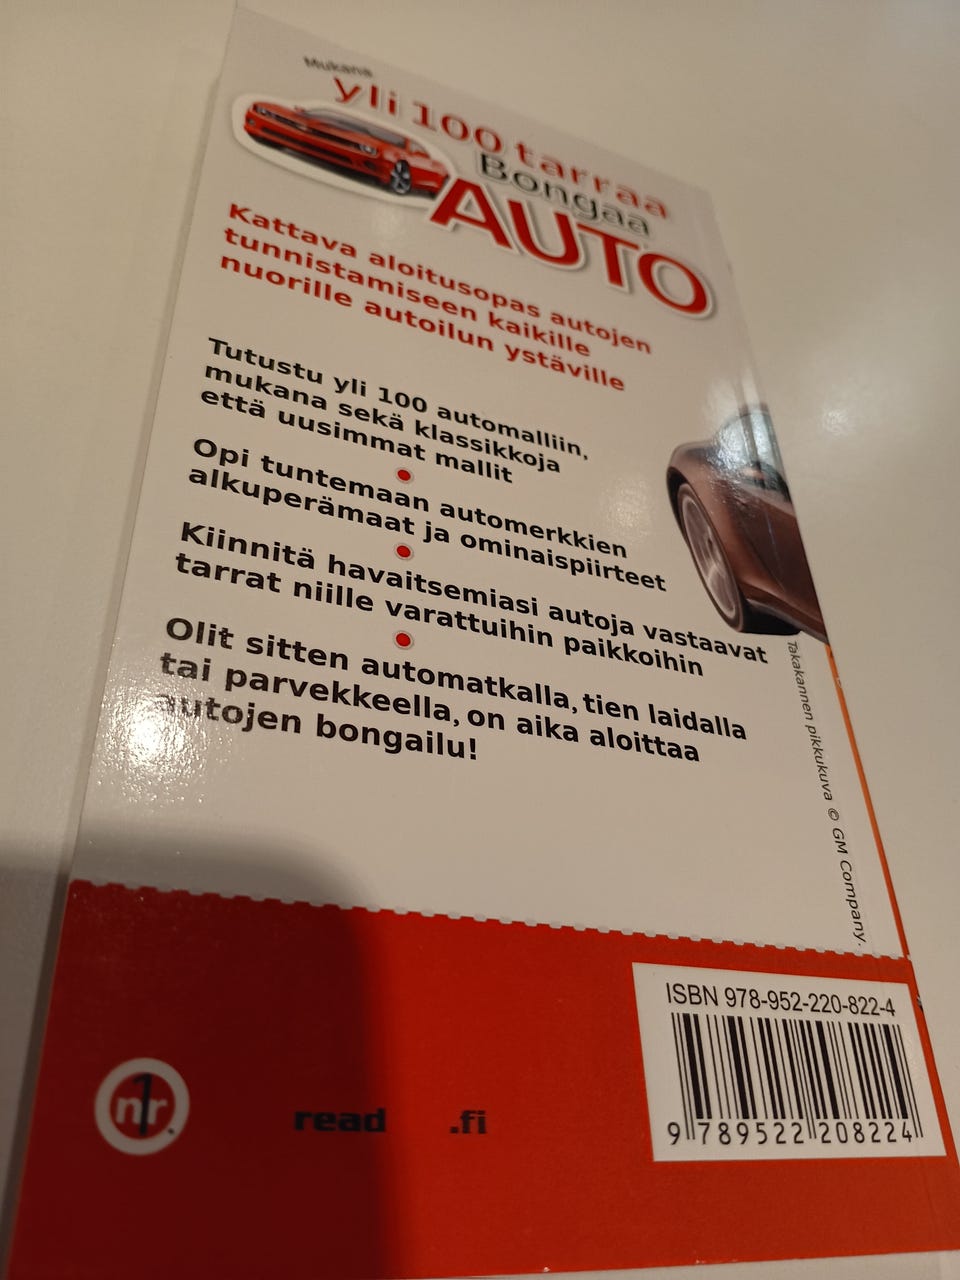 Mukana
yli 100 tarraa
Bongaa
AUTO
Kattava aloitusopas autojen
tunnistamiseen kaikille
nuorille autoilun ystäville
Tutustu yli 100 automalliin,
mukana sekä klassikkoja
että uusimmat mallit
Opi tuntemaan automerkkien
alkuperämaat ja ominaispiirteet
Kiinnitä havaitsemiasi autoja vastaavat
tarrat niille varattuihin paikkoihin
Olit sitten automatkalla, tien laidalla
tai parvekkeella, on aika aloittaa
autojen bongailu!
Takakannen pikkukuva © GM Company.
ISBN 978-952-220-822-4
9 789522 208224
nr 1.
read .fi